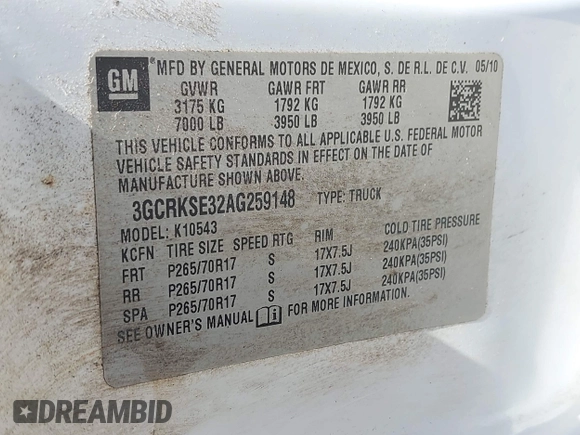 GM
MFD BY GENERAL MOTORS DE MEXICO, S. DE R.L. DE C.V. 05/10
GVWR GAWR FRT GAWR RR
3175 KG 1792 KG 1792 KG
7000 LB 3950 LB 3950 LB
THIS VEHICLE CONFORMS TO ALL APPLICABLE U.S. FEDERAL MOTOR
VEHICLE SAFETY STANDARDS IN EFFECT ON THE DATE OF
MANUFACTURE SHOWN ABOVE.
3GCRKSE32AG259148 TYPE: TRUCK
MODEL: K10543
KCFN TIRE SIZE SPEED RTG RIM COLD TIRE PRESSURE
FRT P265/70R17 S 17X7.5J 240KPA(35PSI)
RR P265/70R17 S 17X7.5J 240KPA(35PSI)
SPA P265/70R17 S 17X7.5J 240KPA(35PSI)
SEE OWNER'S MANUAL FOR MORE INFORMATION.
DREAMBID